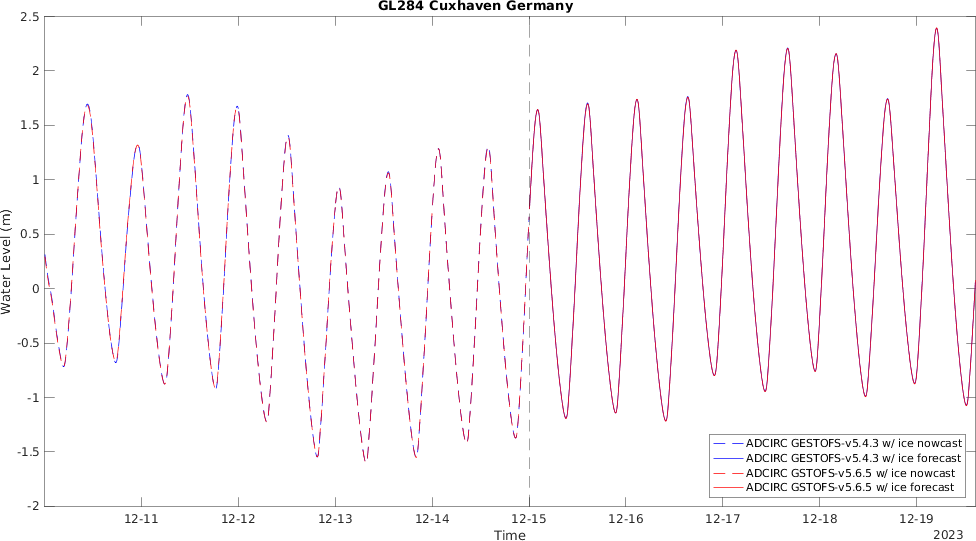 GL284 Cuxhaven Germany
2.5
2
1.5
1
0.5
0
-0.5
-1
-1.5
-2
Water Level (m)
ADCIRC GESTOFS-v5.4.3 w/ ice nowcast
ADCIRC GESTOFS-v5.4.3 w/ ice forecast
ADCIRC GSTOFS-v5.6.5 w/ ice nowcast
ADCIRC GSTOFS-v5.6.5 w/ ice forecast
12-11 12-12 12-13 12-14 12-15 12-16 12-17 12-18 12-19
Time
2023